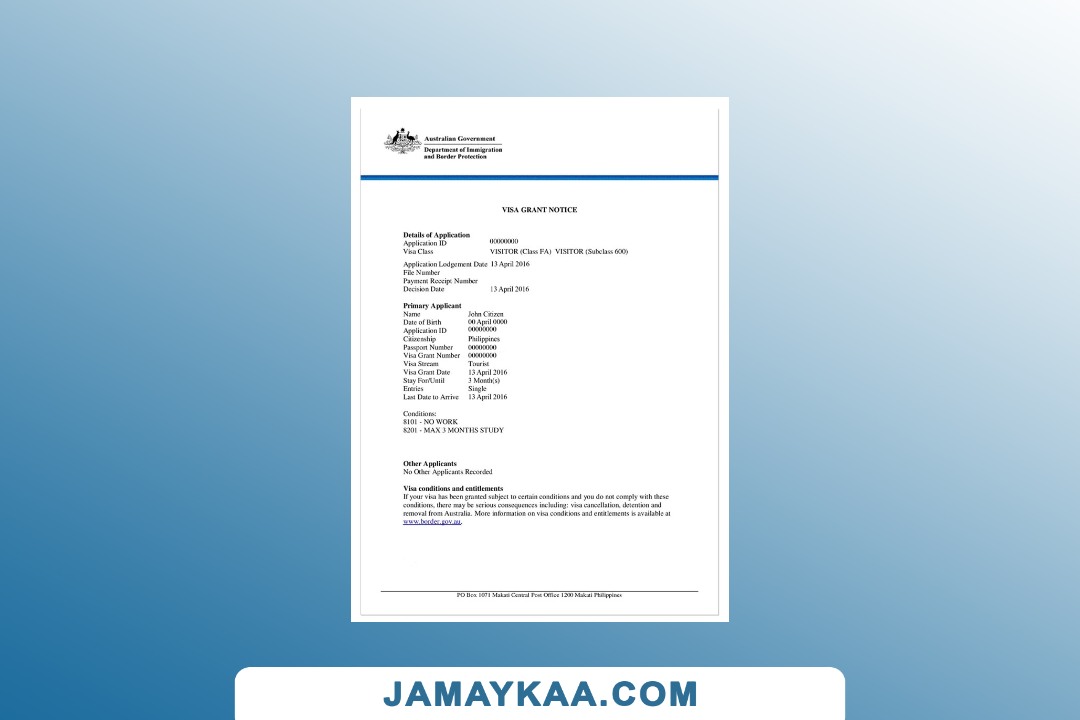 Australian Government
Department of Immigration
and Border Protection
VISA GRANT NOTICE
Details of Application
Application ID 00000000
Visa Class VISITOR (Class FA) VISITOR (Subclass 600)
Application Lodgement Date 13 April 2016
File Number
Payment Receipt Number
Decision Date 13 April 2016
Primary Applicant
Name John Citizen
Date of Birth 00 April 0000
Application ID 00000000
Citizenship Philippines
Passport Number 00000000
Visa Grant Number 00000000
Visa Stream Tourist
Visa Grant Date 13 April 2016
Stay For/Until 3 Month(s)
Entries Single
Last Date to Arrive 13 April 2016
Conditions:
8101 - NO WORK
8201 - MAX 3 MONTHS STUDY
Other Applicants
No Other Applicants Recorded
Visa conditions and entitlements
If your visa has been granted subject to certain conditions and you do not comply with these
conditions, there may be serious consequences including: visa cancellation, detention and
removal from Australia. More information on visa conditions and entitlements is available at
www.border.gov.au.
PO Box 1071 Makati Central Post Office 1200 Makati Philippines
JAMAYKAA.COM